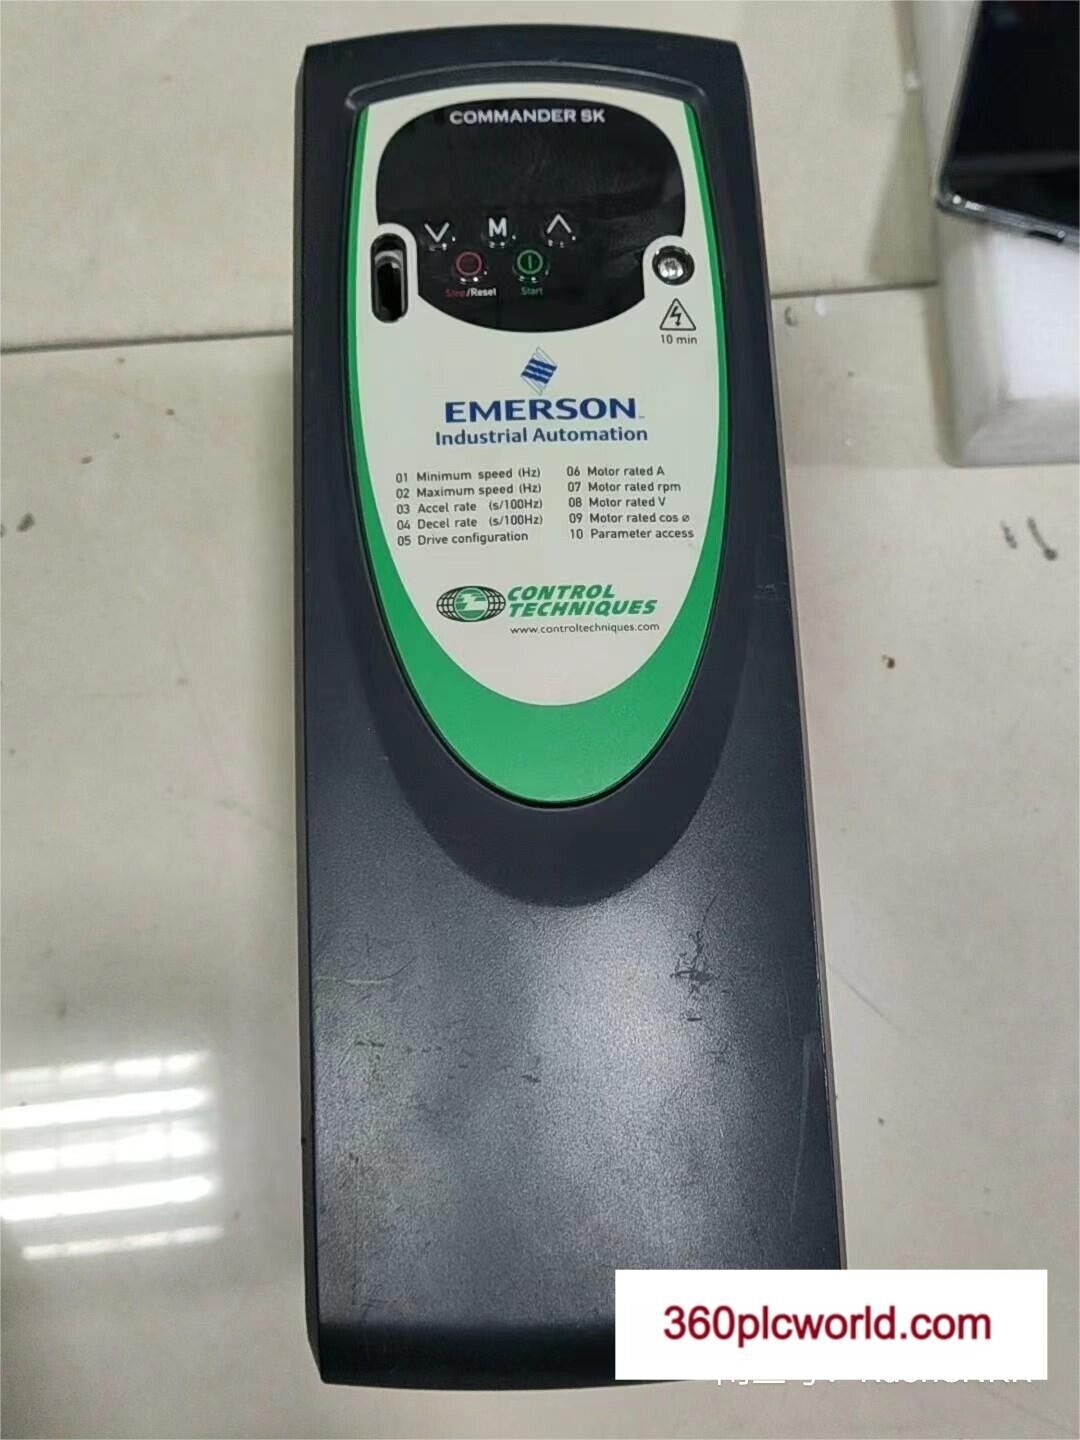 COMMANDER SK
M
Stop/Reset
Start
10 min
EMERSON
Industrial Automation
01 Minimum speed (Hz)
02 Maximum speed (Hz)
03 Accel rate (s/100Hz)
04 Decel rate (s/100Hz)
05 Drive configuration
06 Motor rated A
07 Motor rated rpm
08 Motor rated V
09 Motor rated cos ø
10 Parameter access
CONTROL
TECHNIQUES
www.controltechniques.com
360plcworld.com